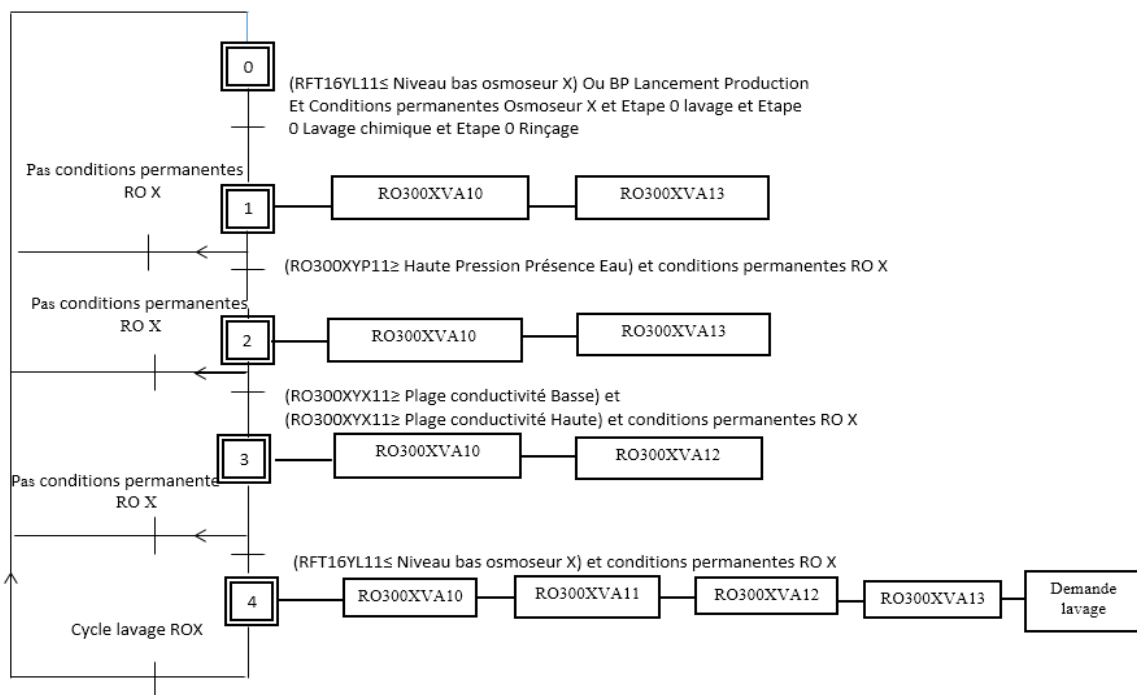 0
(RFT16YL11≤ Niveau bas osmoseur X) Ou BP Lancement Production
Et Conditions permanentes Osmoseur X et Etape 0 lavage et Etape
0 Lavage chimique et Etape 0 Rinçage
Pas conditions permanentes
RO X
1
RO300XVA10
RO300XVA13
(RO300XYP11≥ Haute Pression Présence Eau) et conditions permanentes RO X
Pas conditions permanentes
RO X
2
RO300XVA10
RO300XVA13
(RO300XYX11≥ Plage conductivité Basse) et
(RO300XYX11≥ Plage conductivité Haute) et conditions permanentes RO X
3
RO300XVA10
RO300XVA12
Pas conditions permanente
RO X
(RFT16YL11≤ Niveau bas osmoseur X) et conditions permanentes RO X
4
RO300XVA10
RO300XVA11
RO300XVA12
RO300XVA13
Demande
lavage
Cycle lavage ROX